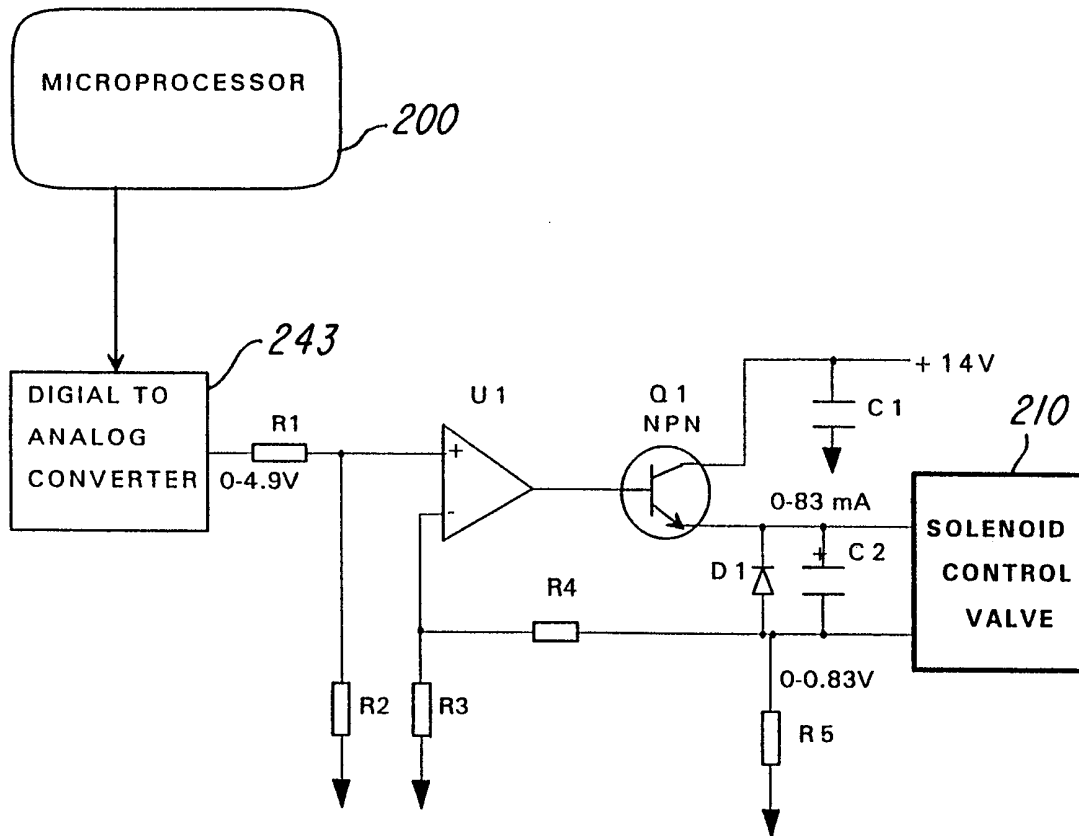 MICROPROCESSOR
200
243
DIGIAL TO
ANALOG
CONVERTER
R1
0-4.9V
U1
+
-
Q1
NPN
+14V
C1
210
0-83 mA
SOLENOID
CONTROL
VALVE
D1
+
C2
R4
0-0.83V
R2
R3
R5